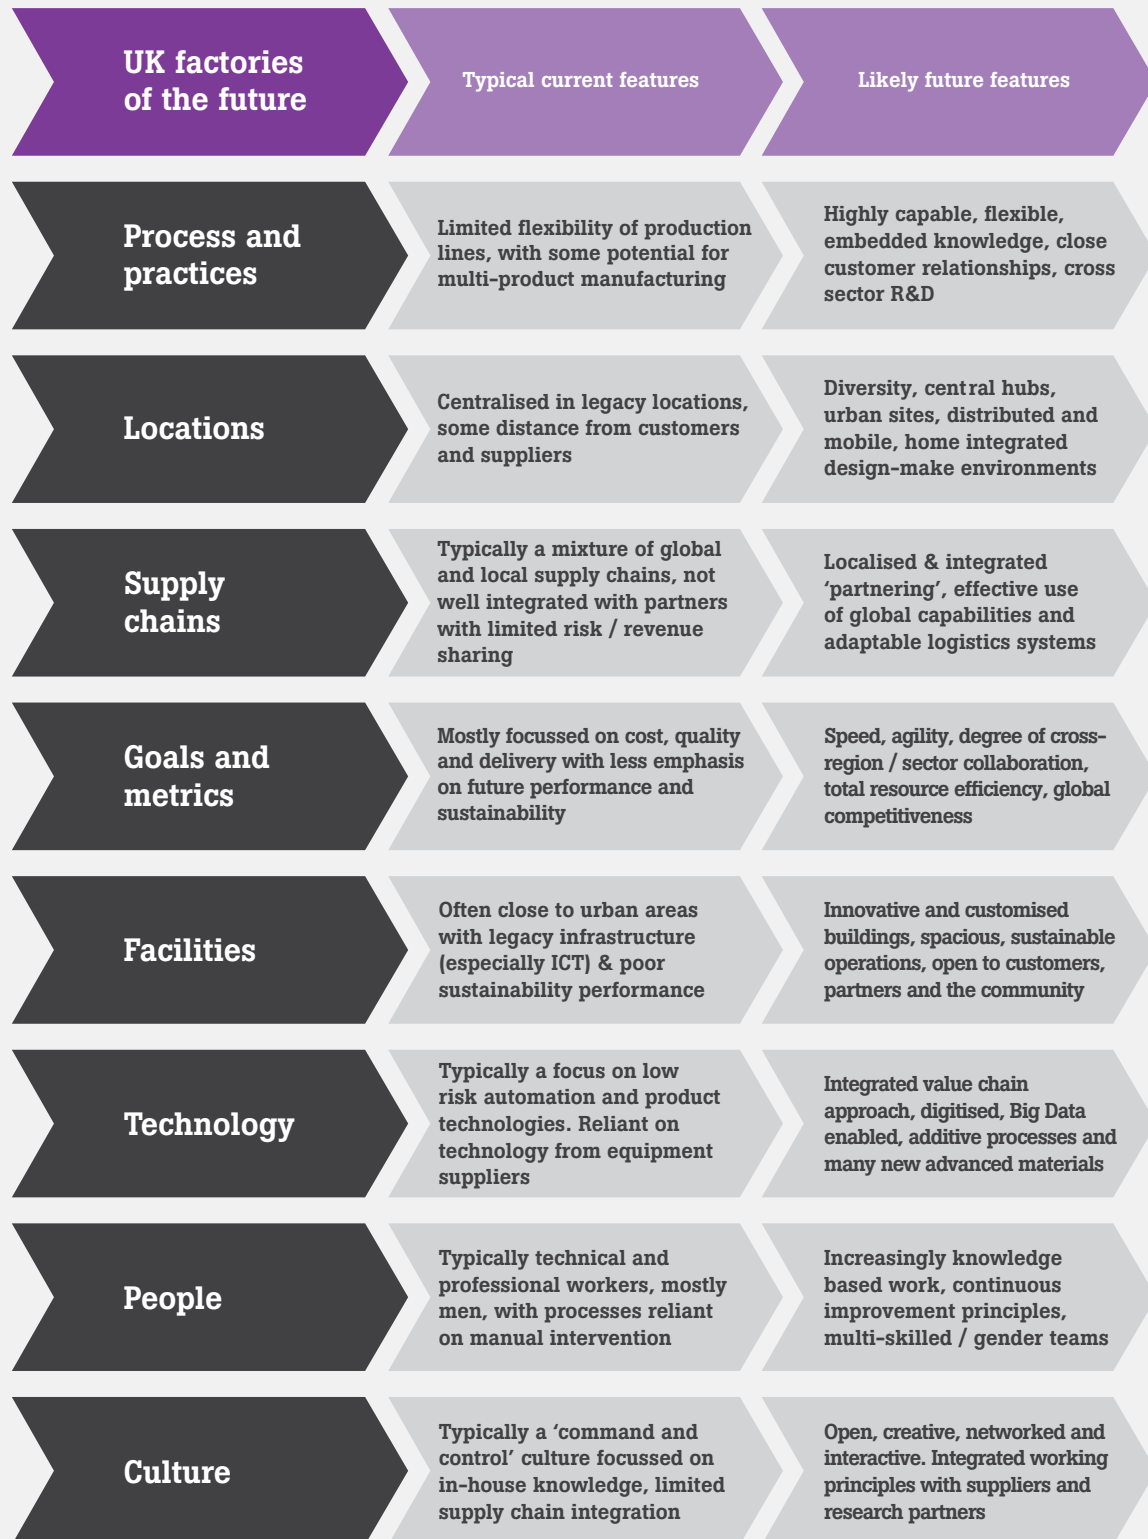 UK factories
of the future
Typical current features
Likely future features
Process and
practices
Limited flexibility of production
lines, with some potential for
multi-product manufacturing
Highly capable, flexible,
embedded knowledge, close
customer relationships, cross
sector R&D
Locations
Centralised in legacy locations,
some distance from customers
and suppliers
Diversity, central hubs,
urban sites, distributed and
mobile, home integrated
design-make environments
Supply
chains
Typically a mixture of global
and local supply chains, not
well integrated with partners
with limited risk / revenue
sharing
Localised & integrated
‘partnering’, effective use
of global capabilities and
adaptable logistics systems
Goals and
metrics
Mostly focussed on cost, quality
and delivery with less emphasis
on future performance and
sustainability
Speed, agility, degree of cross-
region / sector collaboration,
total resource efficiency, global
competitiveness
Facilities
Often close to urban areas
with legacy infrastructure
(especially ICT) & poor
sustainability performance
Innovative and customised
buildings, spacious, sustainable
operations, open to customers,
partners and the community
Technology
Typically a focus on low
risk automation and product
technologies. Reliant on
technology from equipment
suppliers
Integrated value chain
approach, digitised, Big Data
enabled, additive processes and
many new advanced materials
People
Typically technical and
professional workers, mostly
men, with processes reliant
on manual intervention
Increasingly knowledge
based work, continuous
improvement principles,
multi-skilled / gender teams
Culture
Typically a ‘command and
control’ culture focussed on
in-house knowledge, limited
supply chain integration
Open, creative, networked and
interactive. Integrated working
principles with suppliers and
research partners